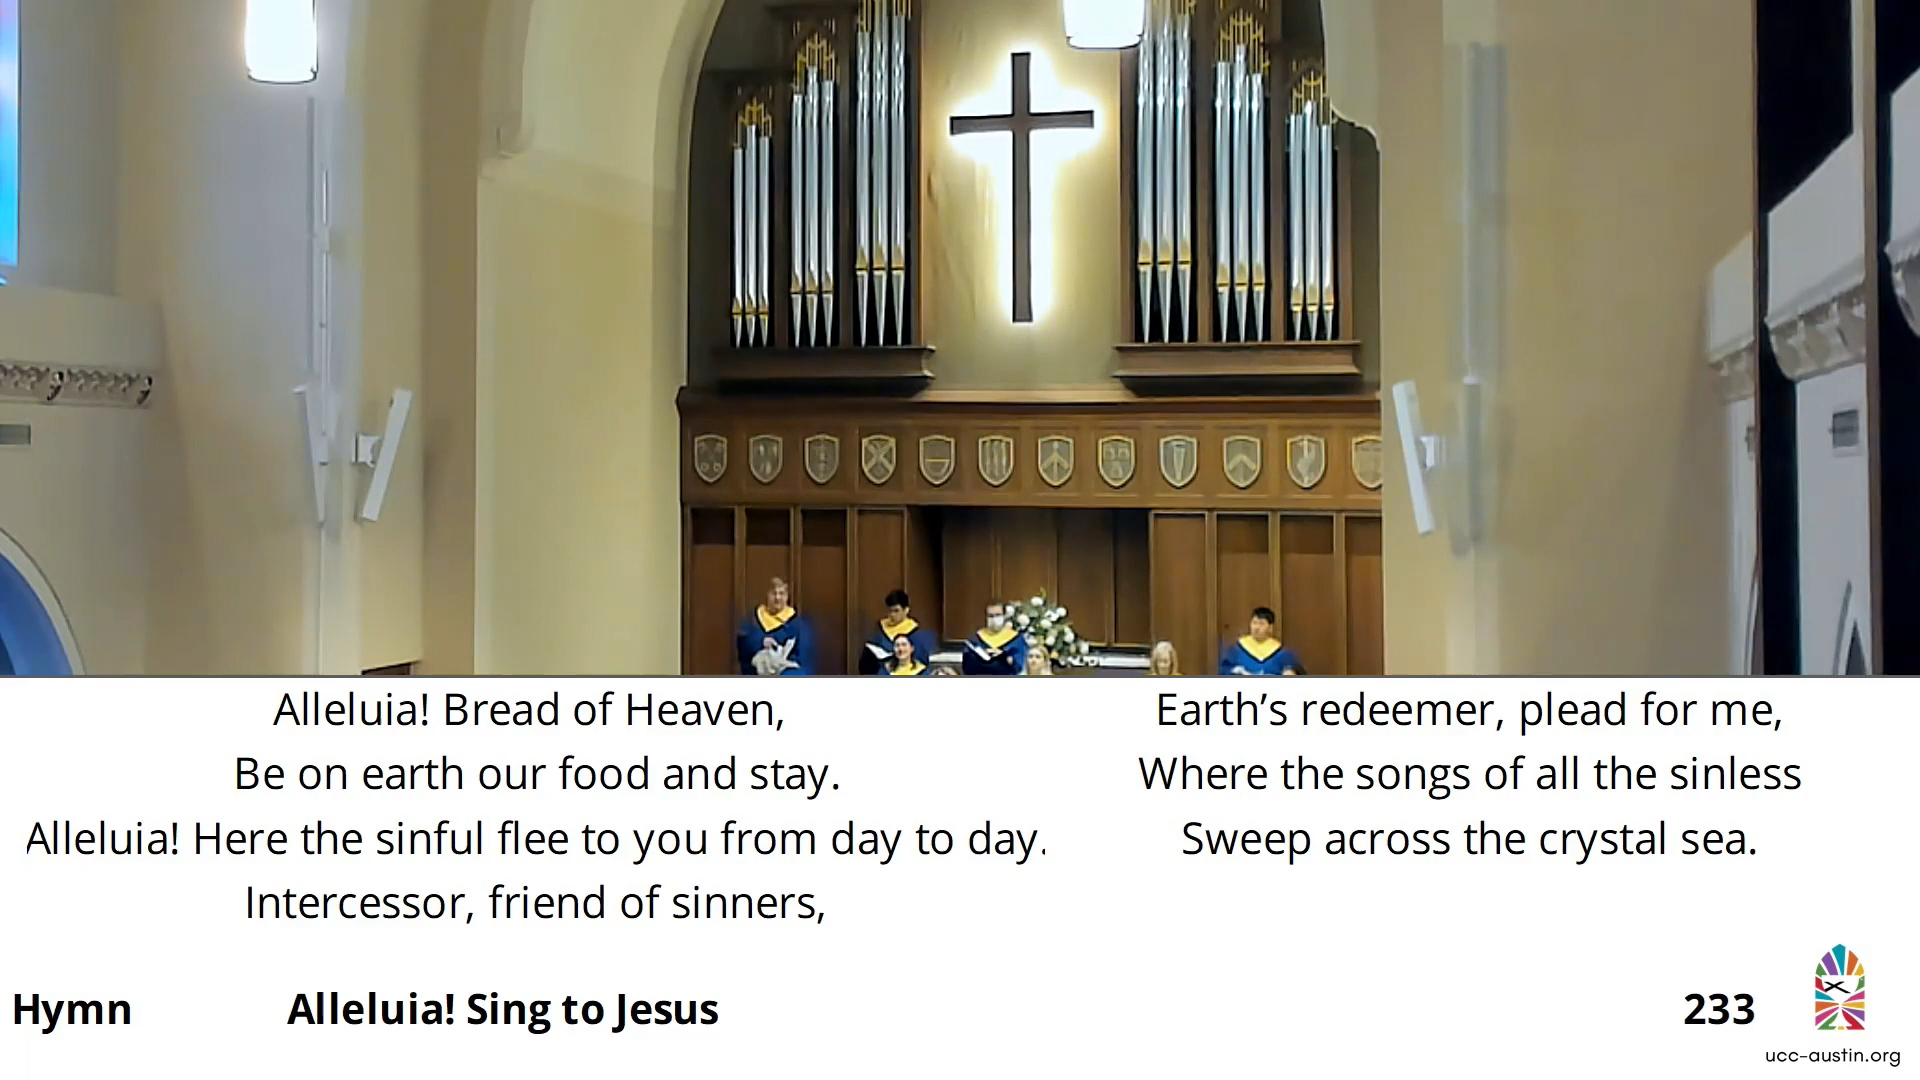 Alleluia! Bread of Heaven,
Be on earth our food and stay.
Alleluia! Here the sinful flee to you from day to day.
Intercessor, friend of sinners,
Earth’s redeemer, plead for me,
Where the songs of all the sinless
Sweep across the crystal sea.
Hymn Alleluia! Sing to Jesus 233
ucc-austin.org